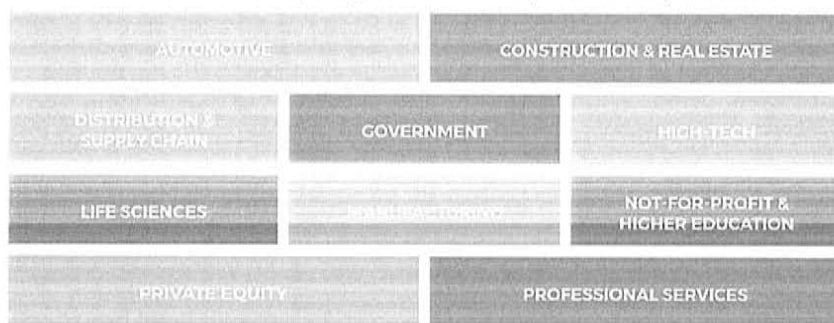 AUTOMOTIVE
CONSTRUCTION & REAL ESTATE
DISTRIBUTION &
SUPPLY CHAIN
GOVERNMENT
HIGH-TECH
LIFE SCIENCES
MANUFACTURING
NOT-FOR-PROFIT &
HIGHER EDUCATION
PRIVATE EQUITY
PROFESSIONAL SERVICES